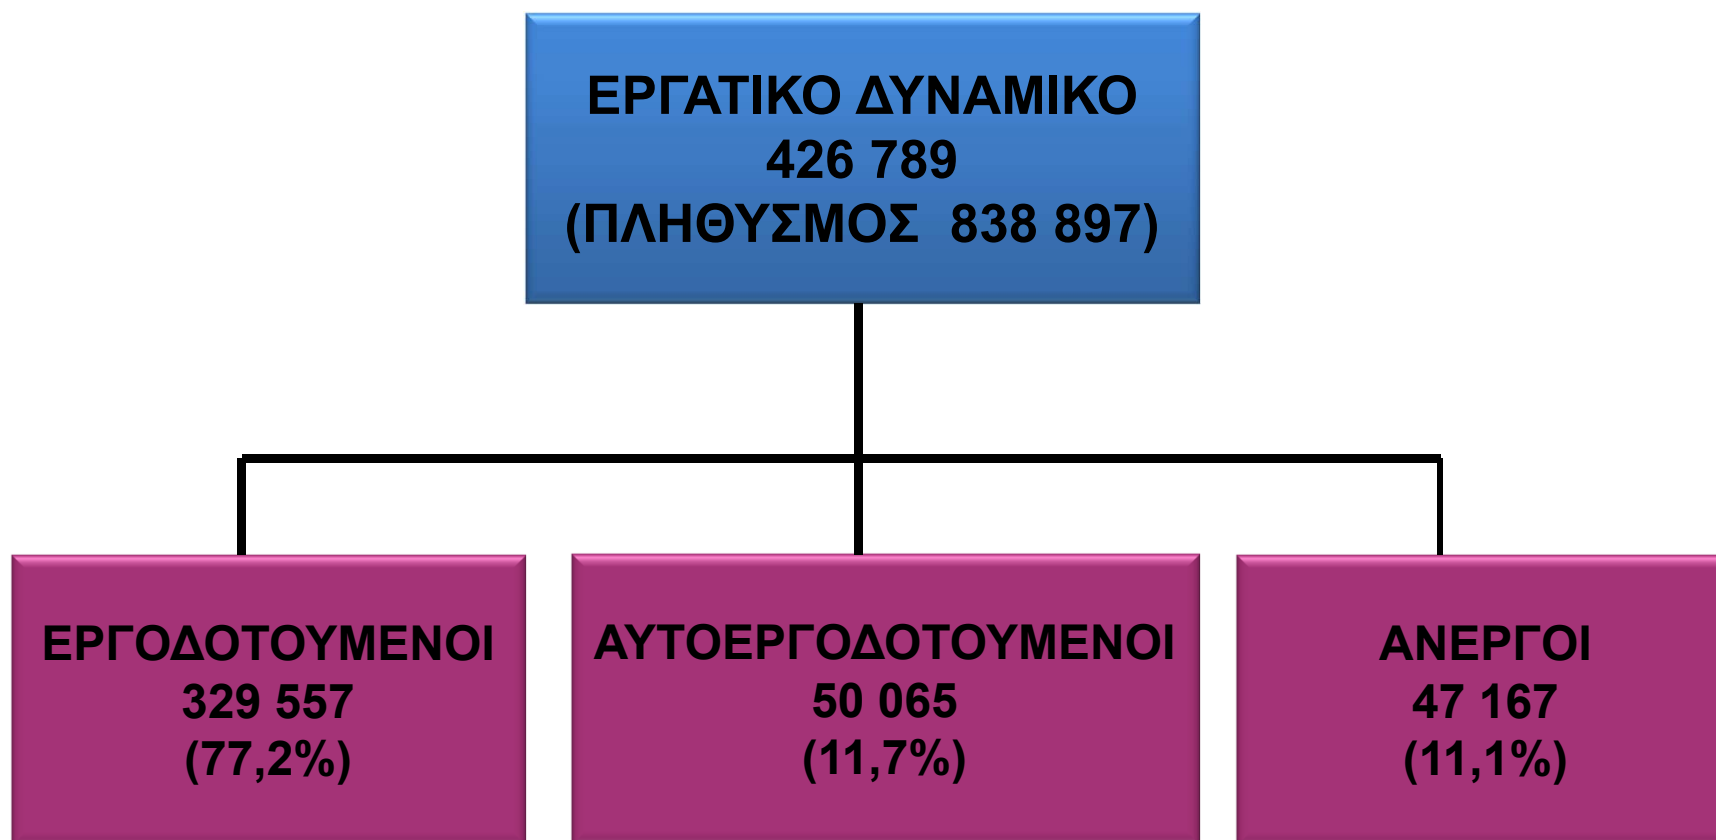 ΕΡΓΑΤΙΚΟ ΔΥΝΑΜΙΚΟ
426 789
(ΠΛΗΘΥΣΜΟΣ 838 897)
ΕΡΓΟΔΟΤΟΥΜΕΝΟΙ
329 557
(77,2%)
ΑΥΤΟΕΡΓΟΔΟΤΟΥΜΕΝΟΙ
50 065
(11,7%)
ΑΝΕΡΓΟΙ
47 167
(11,1%)